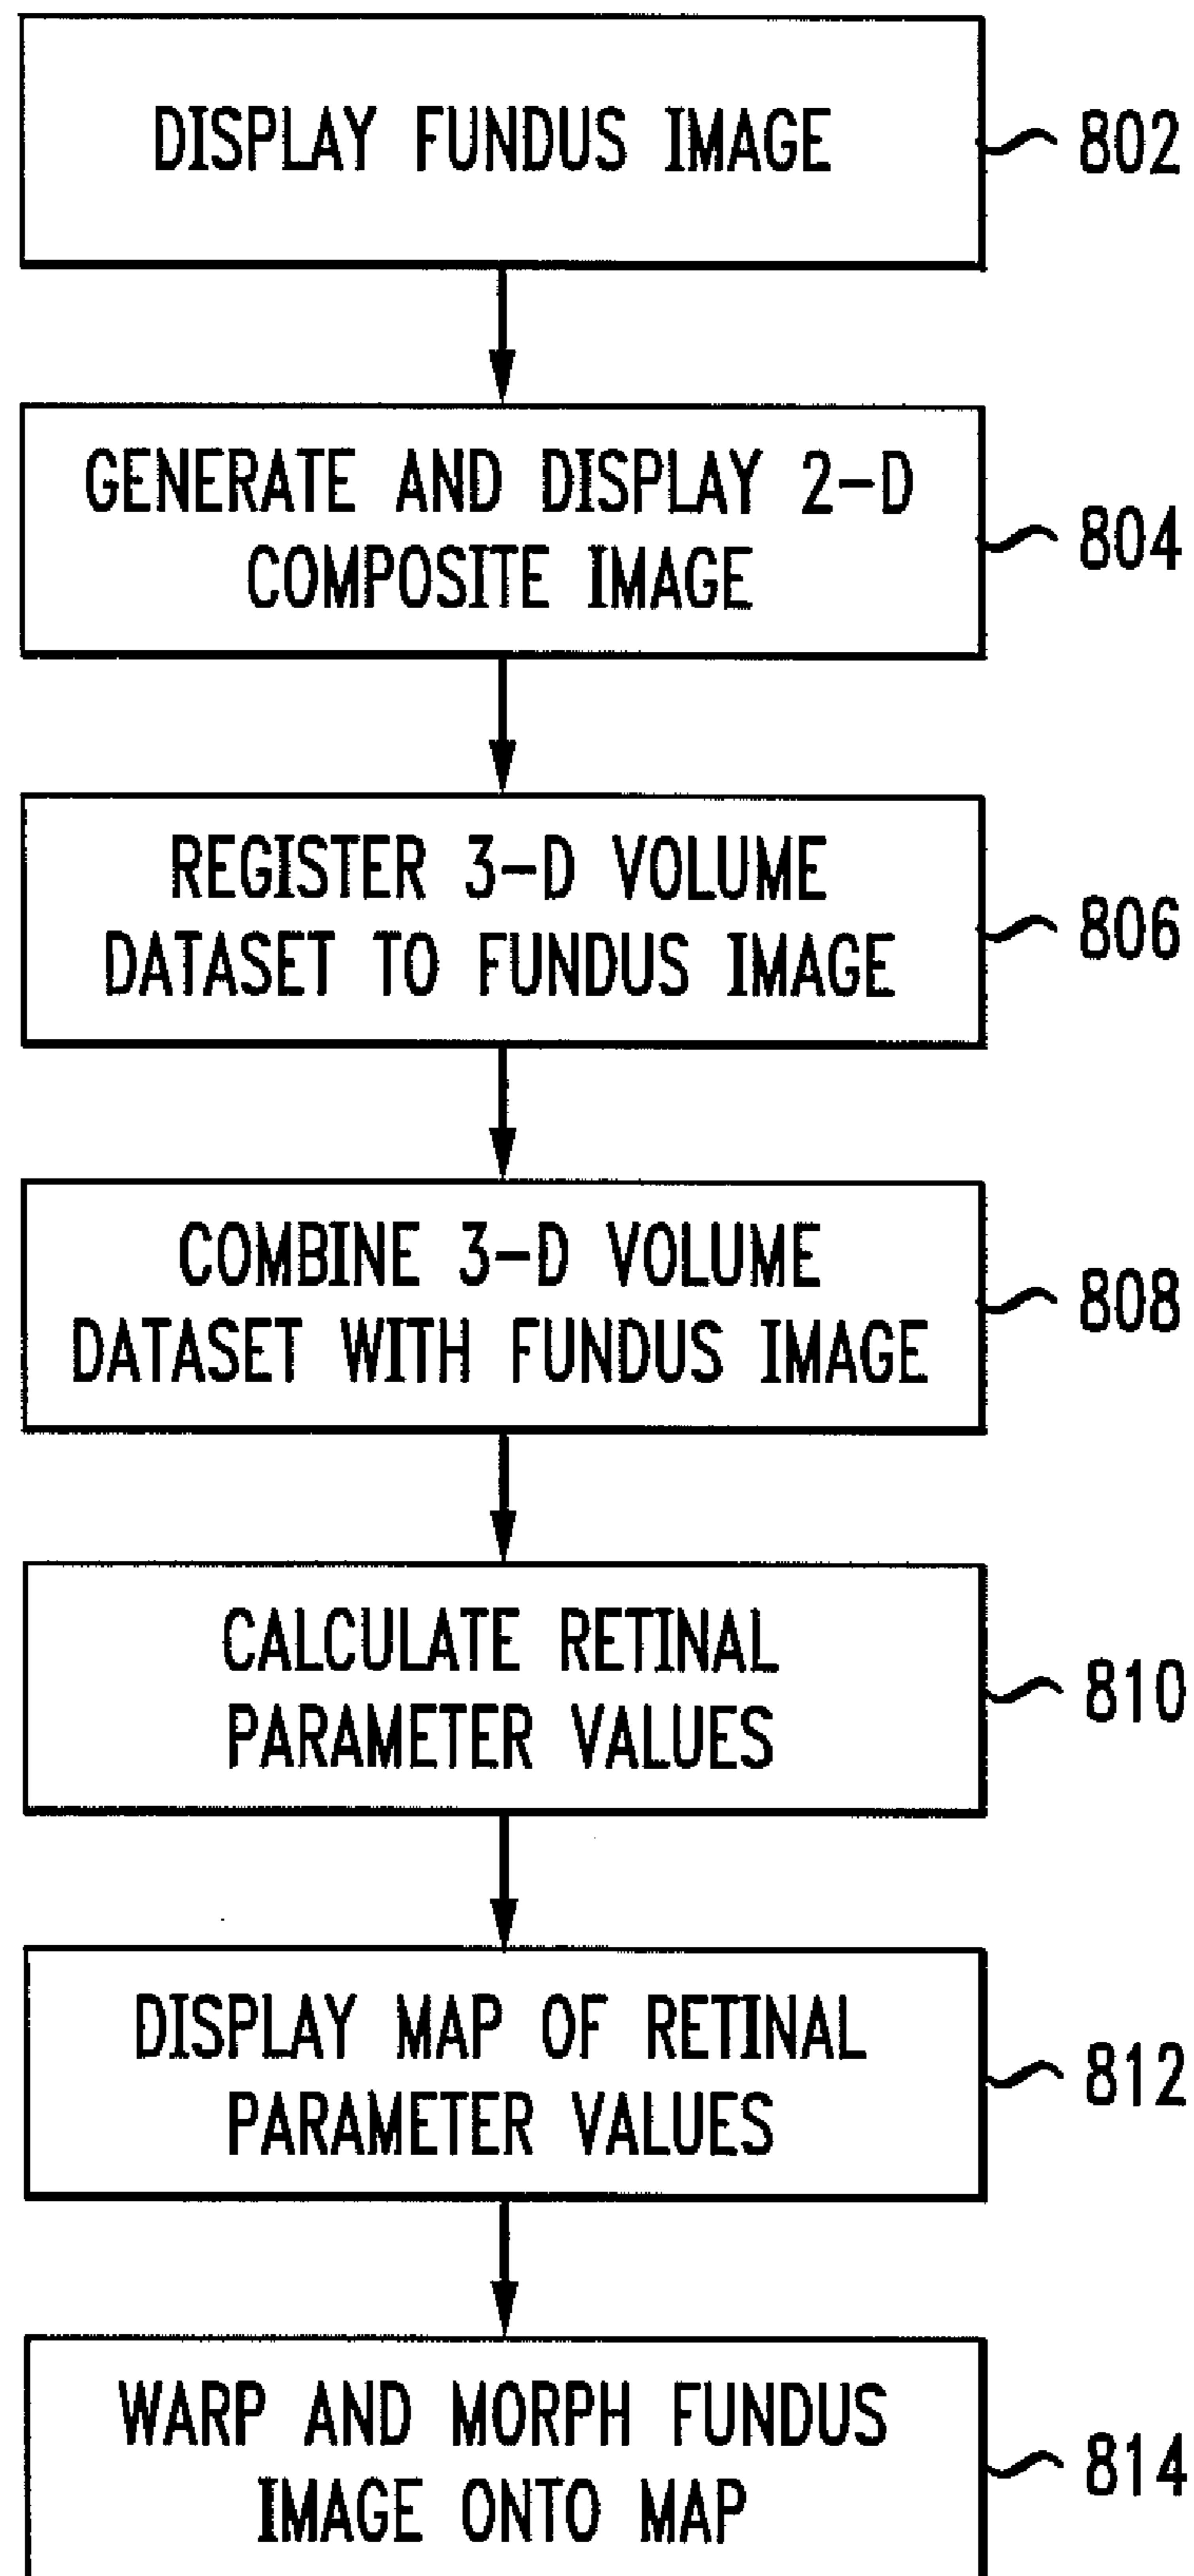 DISPLAY FUNDUS IMAGE
802
GENERATE AND DISPLAY 2-D
COMPOSITE IMAGE
804
REGISTER 3-D VOLUME
DATASET TO FUNDUS IMAGE
806
COMBINE 3-D VOLUME
DATASET WITH FUNDUS IMAGE
808
CALCULATE RETINAL
PARAMETER VALUES
810
DISPLAY MAP OF RETINAL
PARAMETER VALUES
812
WARP AND MORPH FUNDUS
IMAGE ONTO MAP
814